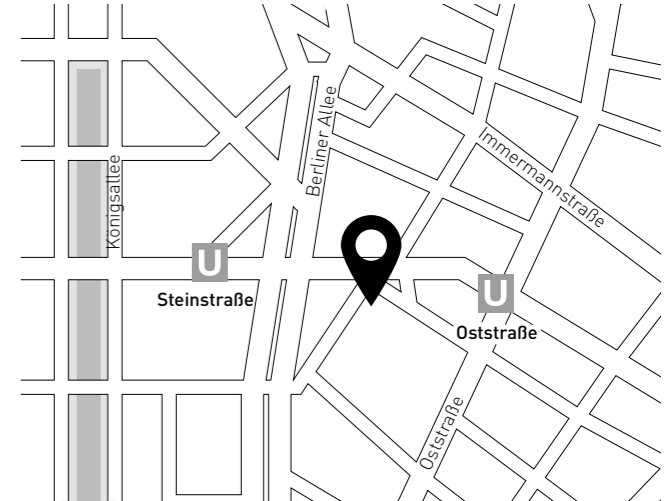 Berliner Allee
Immermannstraße
Königsallee
U
Steinstraße
U
Oststraße
Oststraße